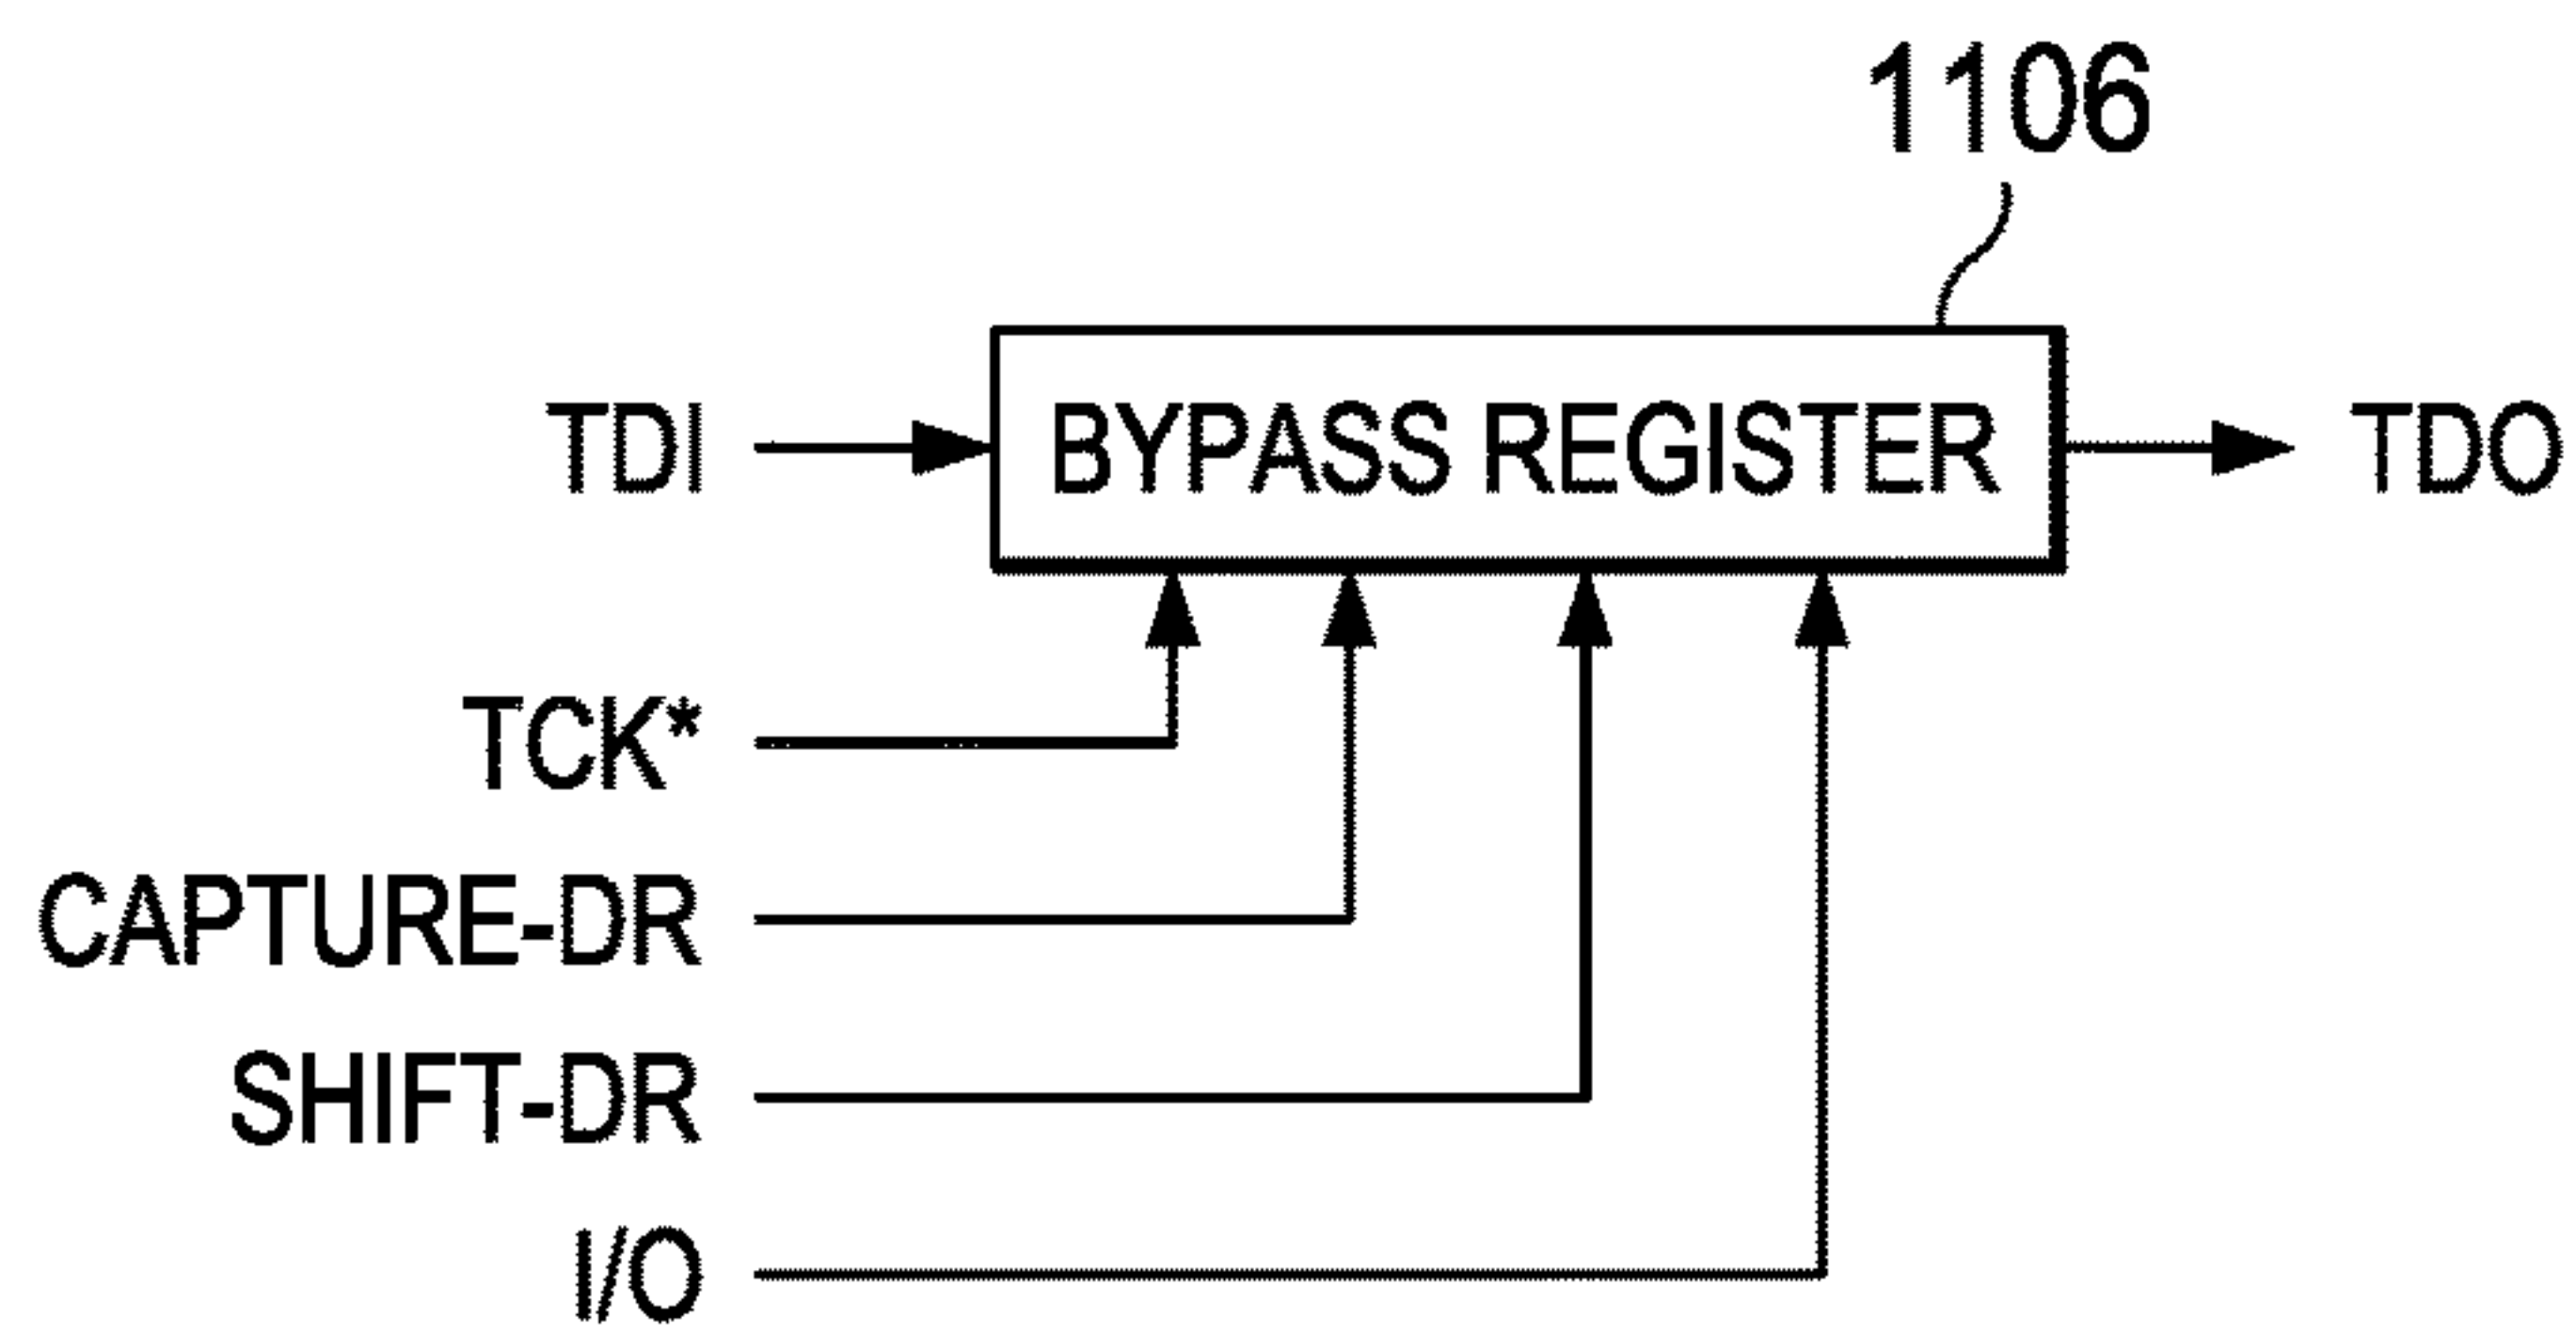 1106
TDI BYPASS REGISTER TDO
TCK*
CAPTURE-DR
SHIFT-DR
I/O